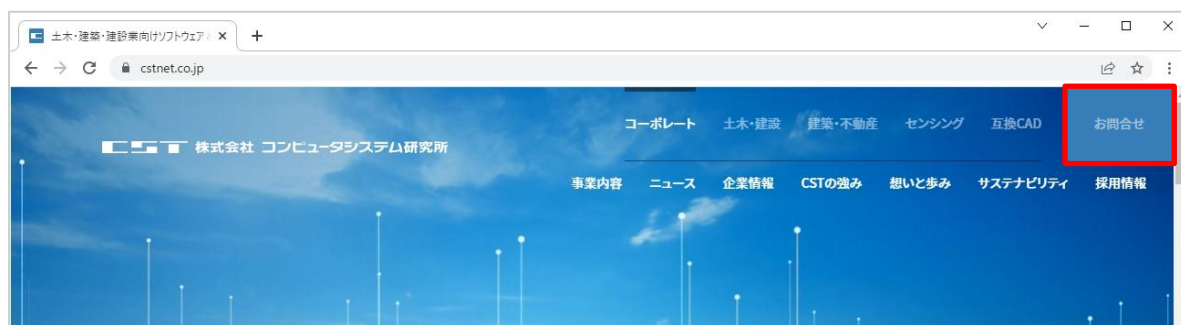 土木・建築・建設業向けソフトウェア
cstnet.co.jp
コーポレート 土木・建設 建築・不動産 センシング 互換CAD お問合せ
CST 株式会社 コンピュータシステム研究所
事業内容 ニュース 企業情報 CSTの強み 想いと歩み サステナビリティ 採用情報